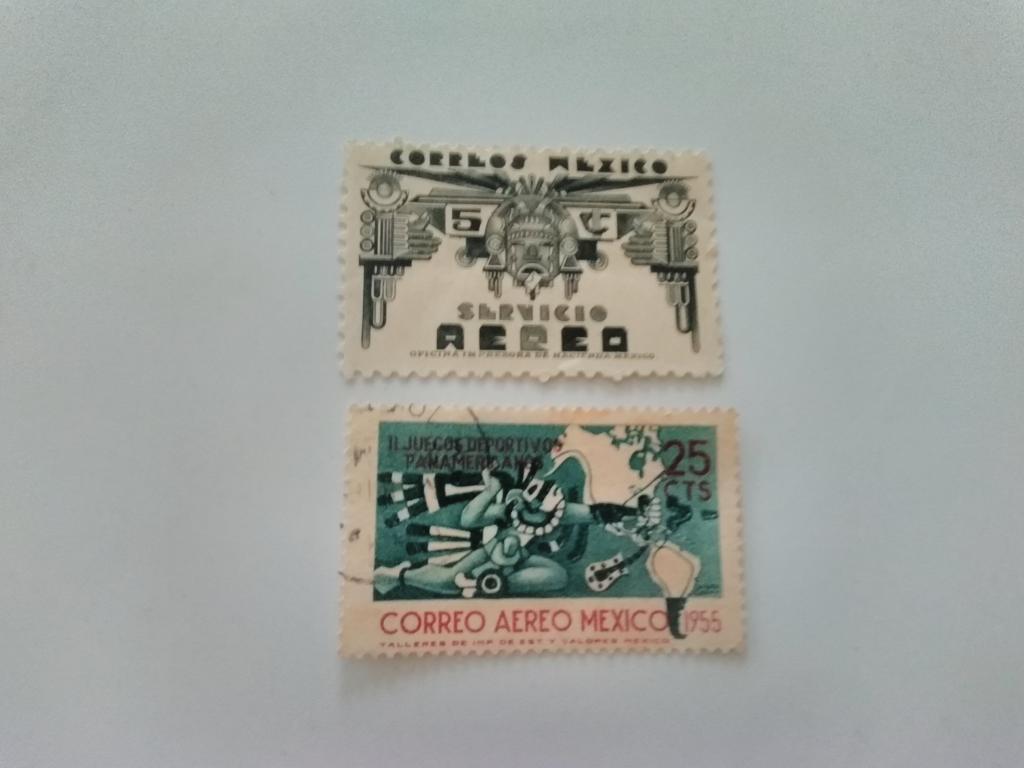 CORREOS MEXICO
5 ¢
SERVICIO
AEREO
OFICINA IMPRESORA DE HACIENDA MEXICO
II JUEGOS DEPORTIVOS
PANAMERICANOS
25
CTS
CORREO AEREO MEXICO 1955
TALLERES DE IMP. DE EST. Y VALORES MEXICO